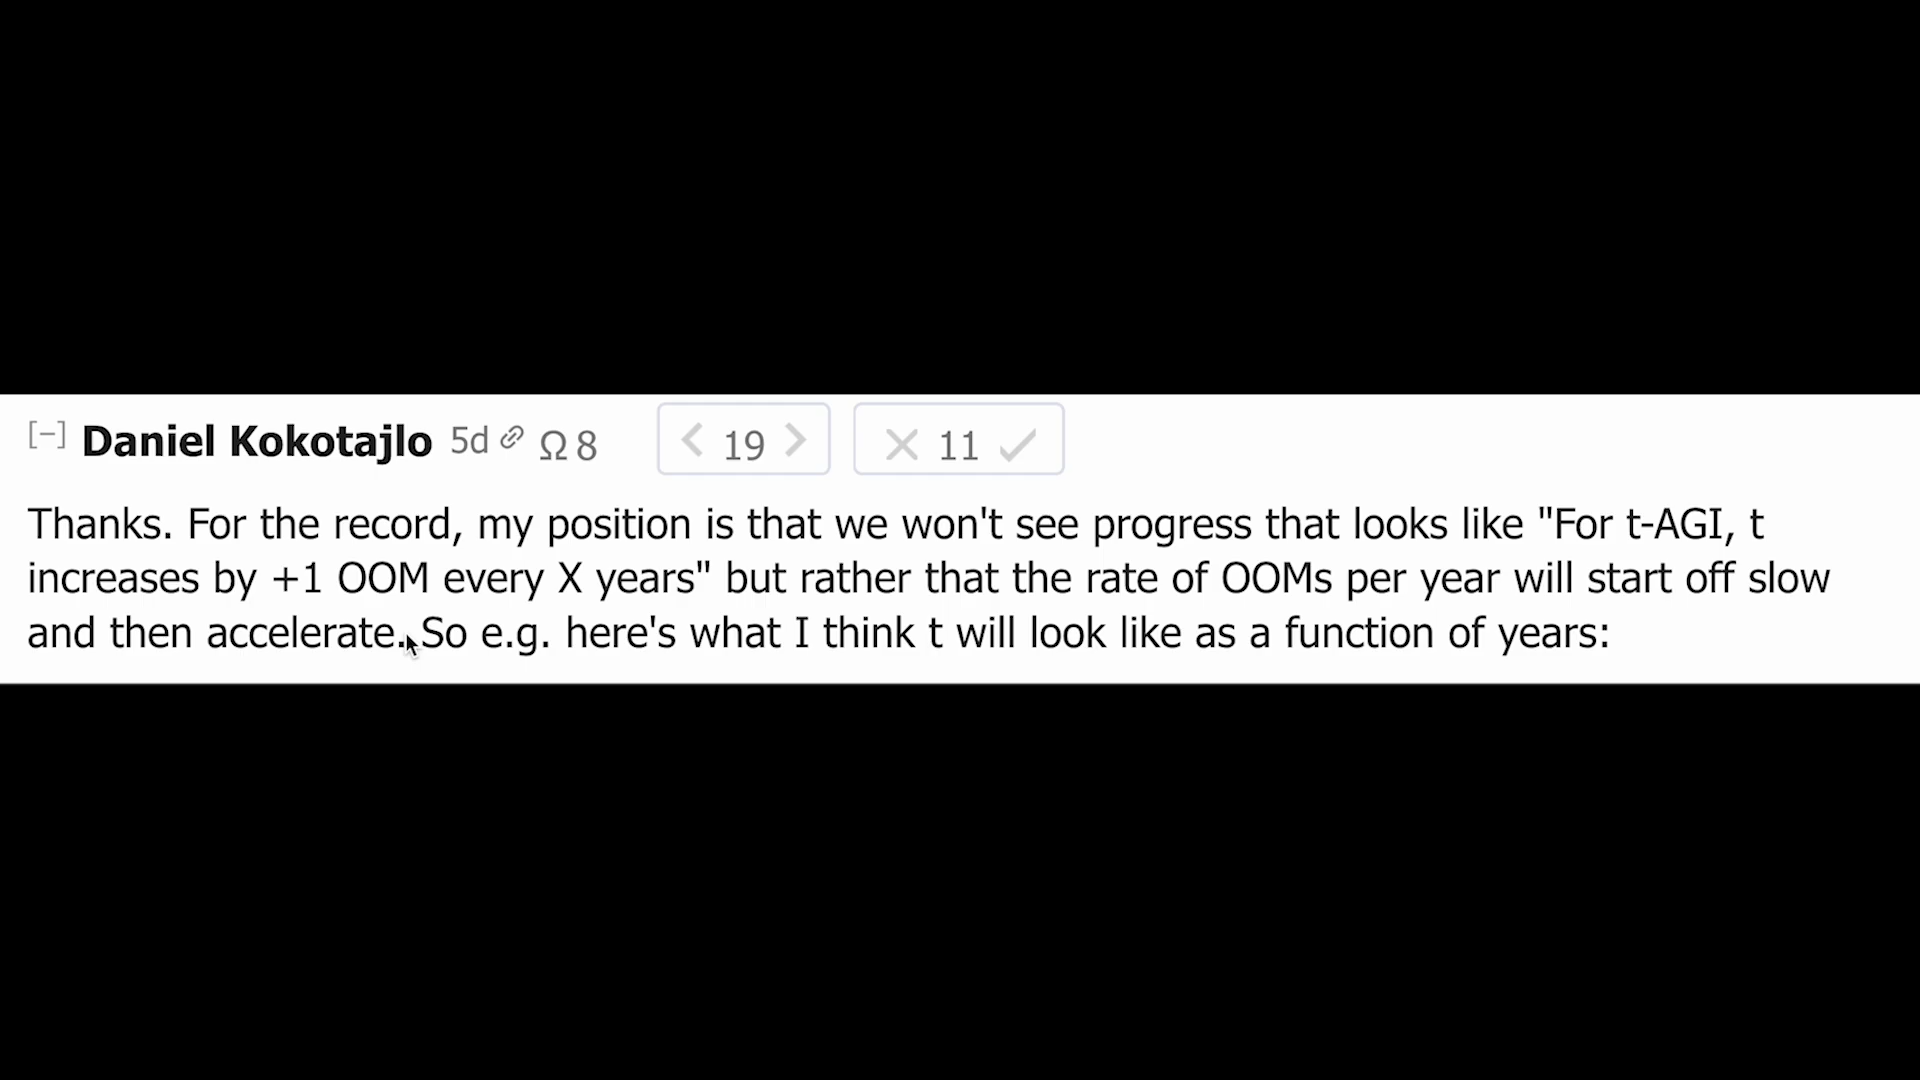 [-] Daniel Kokotajlo 5d Ω 8 < 19 > × 11 ✓
Thanks. For the record, my position is that we won't see progress that looks like "For t-AGI, t
increases by +1 OOM every X years" but rather that the rate of OOMs per year will start off slow
and then accelerate. So e.g. here's what I think t will look like as a function of years: